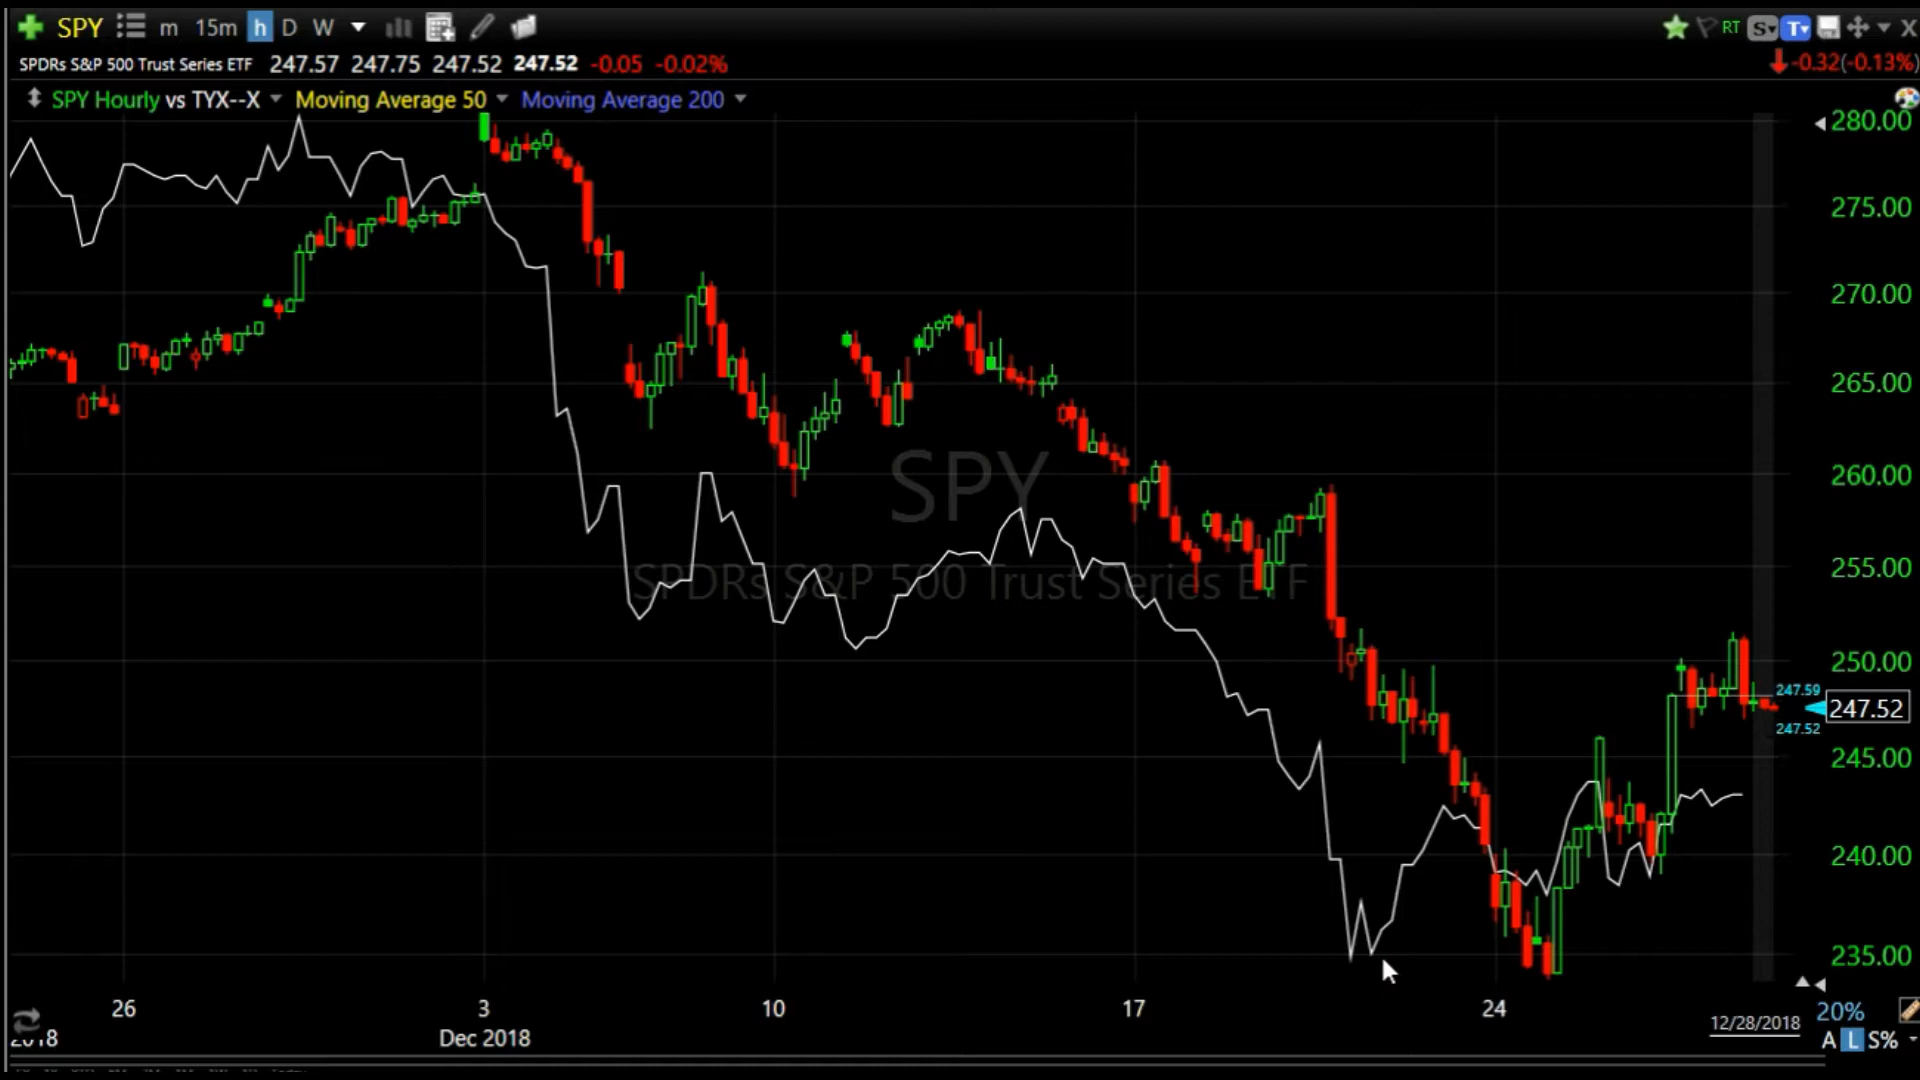 SPY m 15m h D W RT S T X
SPDRs S&P 500 Trust Series ETF 247.57 247.75 247.52 247.52 -0.05 -0.02% -0.32(-0.13%)
SPY Hourly vs TYX--X Moving Average 50 Moving Average 200
280.00
275.00
270.00
265.00
260.00
255.00
250.00
245.00
240.00
235.00
SPY
SPDRs S&P 500 Trust Series ETF
247.59
247.52
247.52
26 3 10 17 24
Dec 2018
12/28/2018
20%
A L S%